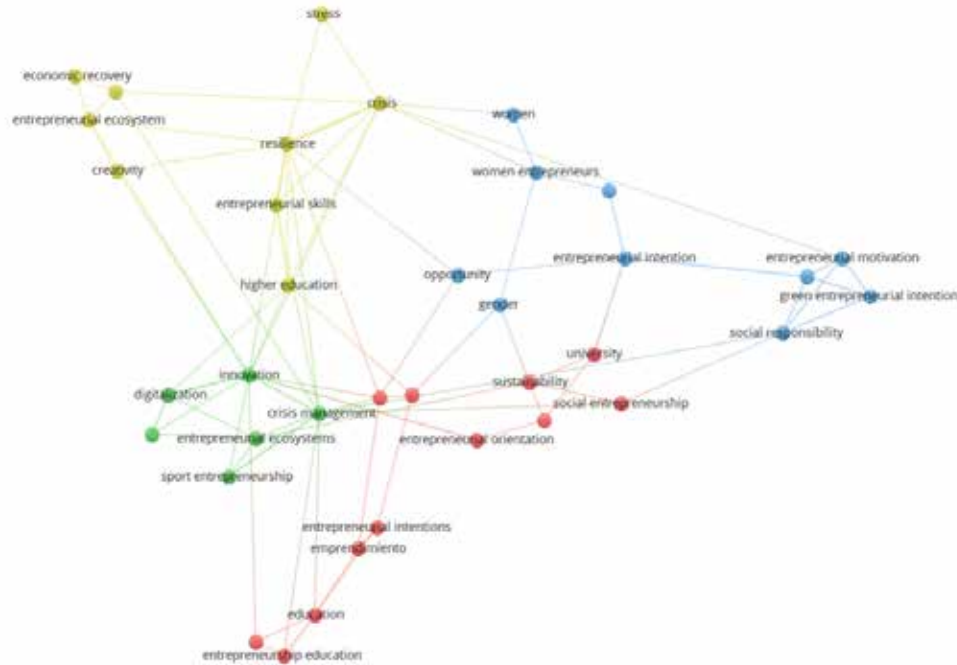 stress
economic recovery
crisis
women
entrepreneurial ecosystem
resilience
creativity
women entrepreneurs
entrepreneurial skills
entrepreneurial intention
entrepreneurial motivation
opportunity
higher education
green entrepreneurial intention
gender
social responsibility
university
innovation
sustainability
digitalization
social entrepreneurship
crisis management
entrepreneurial ecosystems
entrepreneurial orientation
sport entrepreneurship
entrepreneurial intentions
emprendimiento
education
entrepreneurship education